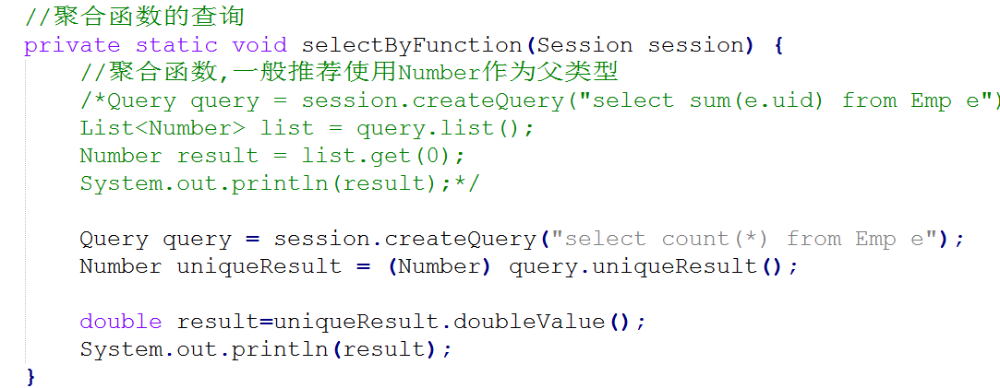 //聚合函数的查询
private static void selectByFunction(Session session) {
//聚合函数,一般推荐使用Number作为父类型
/*Query query = session.createQuery("select sum(e.uid) from Emp e")
List<Number> list = query.list();
Number result = list.get(0);
System.out.println(result);*/
Query query = session.createQuery("select count(*) from Emp e");
Number uniqueResult = (Number) query.uniqueResult();
double result=uniqueResult.doubleValue();
System.out.println(result);
}